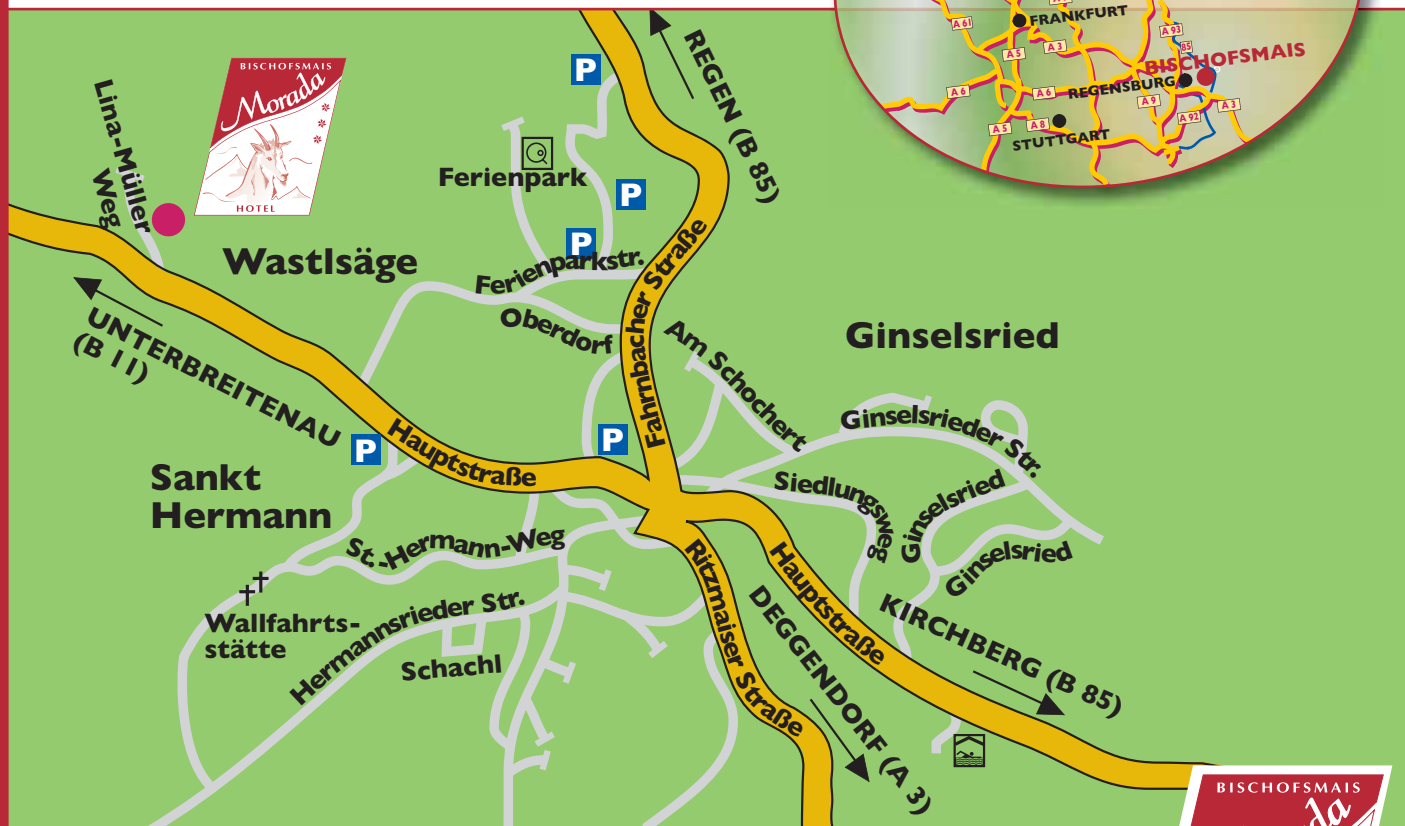 A 61
FRANKFURT
A 5
A 3
A 93
85
BISCHOFSMAIS
REGENSBURG
A 6
A 6
A 9
A 3
A 92
A 5
A 8
STUTTGART
BISCHOFSMAIS
Morada
HOTEL
Lina-Müller
Weg
P
REGEN (B 85)
Ferienpark
P
P
Wastlsäge
Ferienparkstr.
Oberdorf
Fahrnbacher Straße
Am Schochert
Ginselsried
UNTERBREITENAU
(B 11)
P
Hauptstraße
P
Ginselsrieder Str.
Siedlungsweg
Ginselsried
Ginselsried
Sankt
Hermann
St.-Hermann-Weg
Wallfahrts-
stätte
Hermannsrieder Str.
Schachl
Ritzmaiser Straße
Hauptstraße
DEGGENDORF (A 3)
KIRCHBERG (B 85)
BISCHOFSMAIS